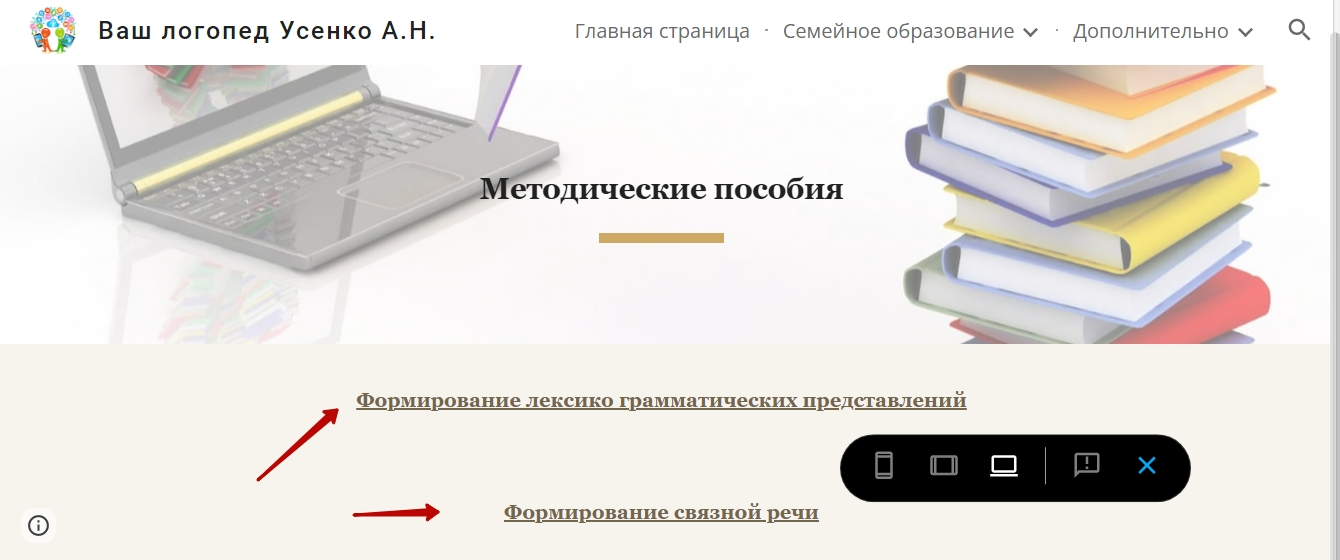 Ваш логопед Усенко А.Н.
Главная страница · Семейное образование · Дополнительно
Методические пособия
Формирование лексико грамматических представлений
Формирование связной речи